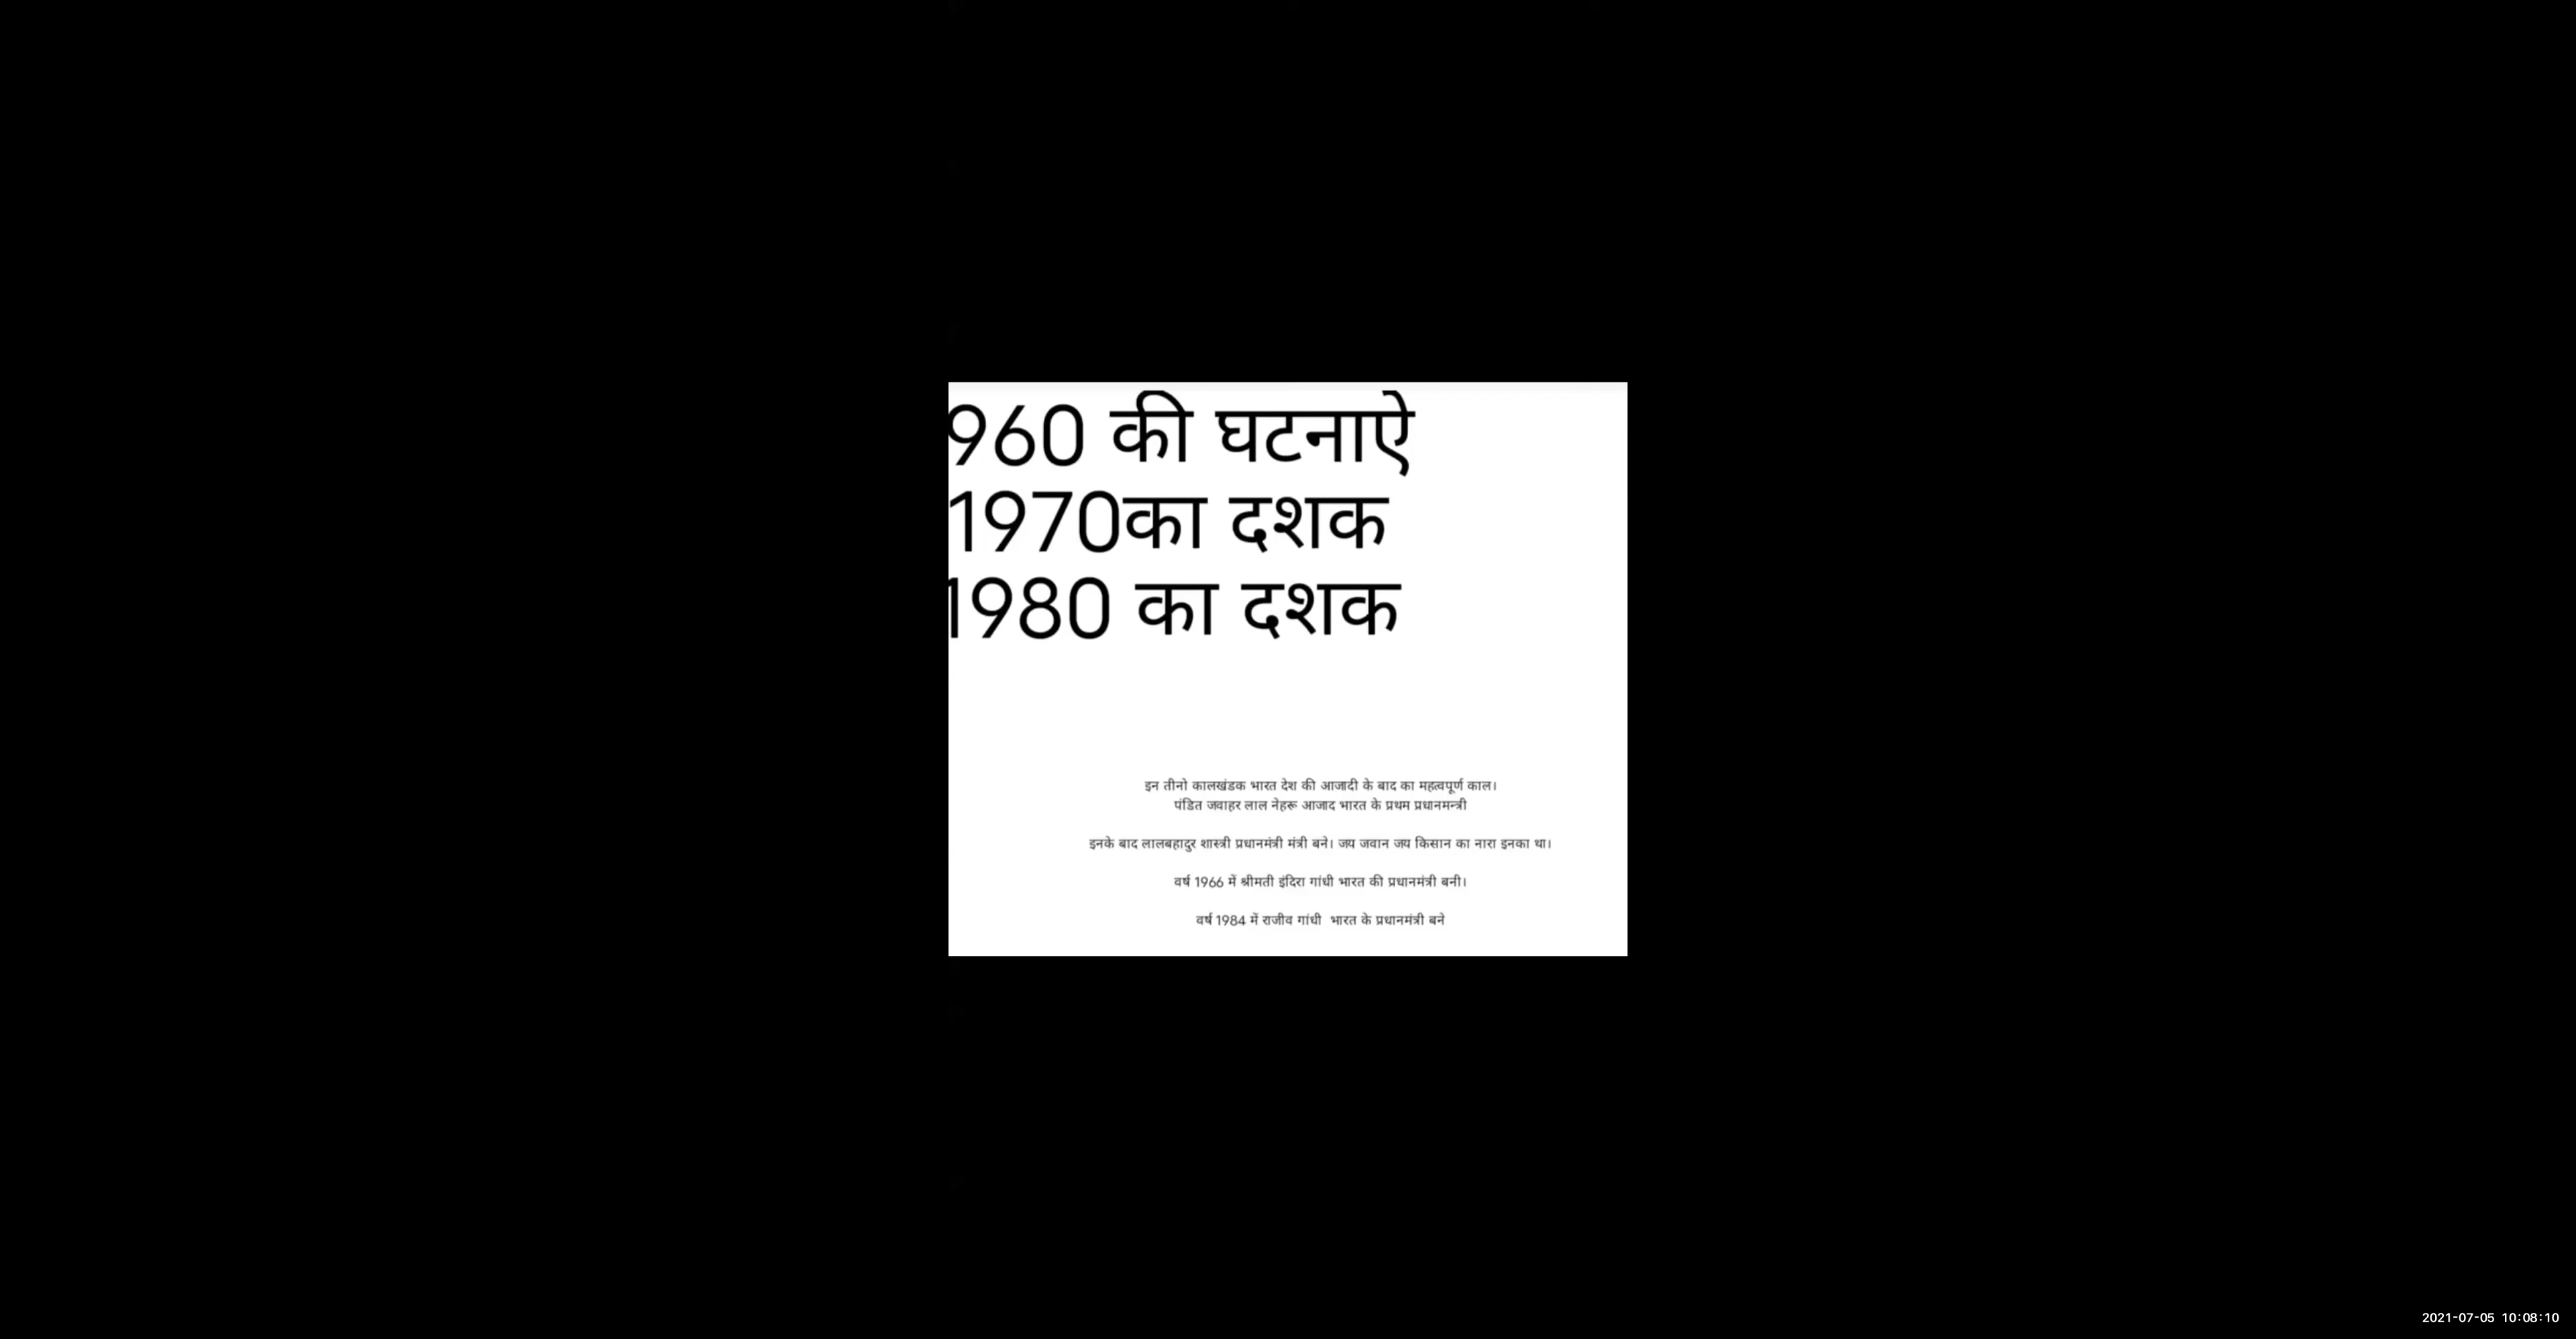 960 की घटनाऐ
1970का दशक
1980 का दशक
इन तीनो कालखंडक भारत देश की आजादी के बाद का महत्वपूर्ण काल।
पंडित जवाहर लाल नेहरू आजाद भारत के प्रथम प्रधानमन्त्री
इनके बाद लालबहादुर शास्त्री प्रधानमंत्री मंत्री बने। जय जवान जय किसान का नारा इनका था।
वर्ष 1966 में श्रीमती इंदिरा गांधी भारत की प्रधानमंत्री बनी।
वर्ष 1984 में राजीव गांधी भारत के प्रधानमंत्री बने
2021-07-05 10:08:10